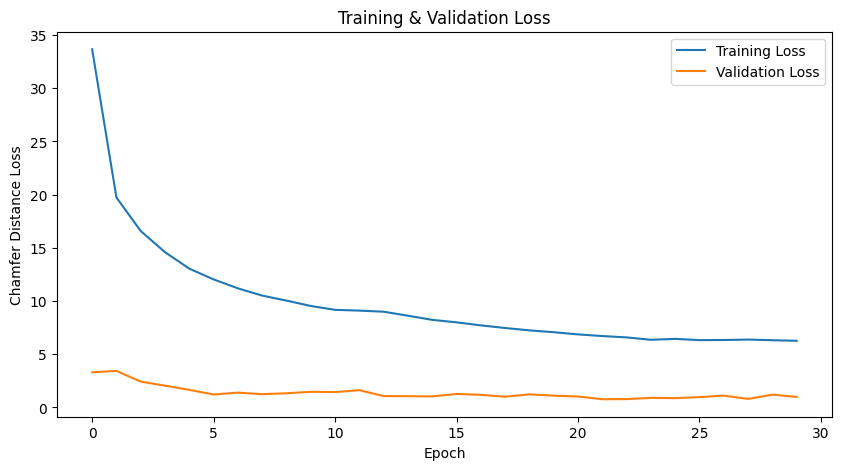 Training & Validation Loss
Training Loss
Validation Loss
Chamfer Distance Loss
35
30
25
20
15
10
5
0
0 5 10 15 20 25 30
Epoch